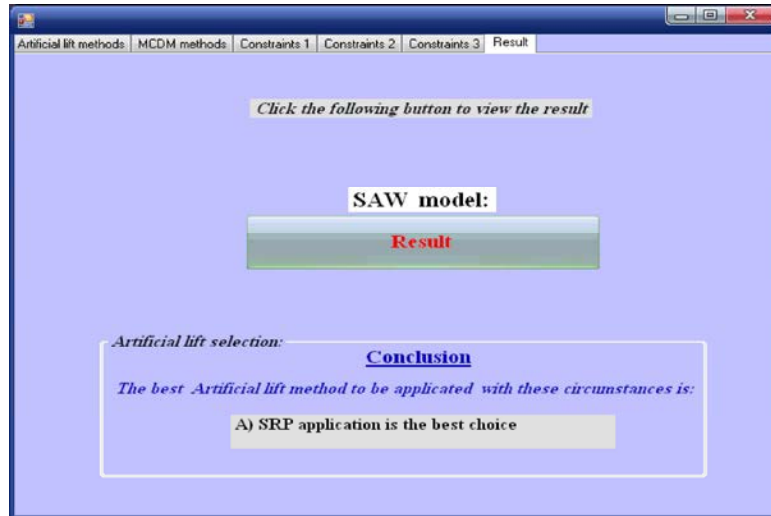 Artificial lift methods MCDM methods Constraints 1 Constraints 2 Constraints 3 Result
Click the following button to view the result
SAW model:
Result
Artificial lift selection:
Conclusion
The best Artificial lift method to be applicated with these circumstances is:
A) SRP application is the best choice